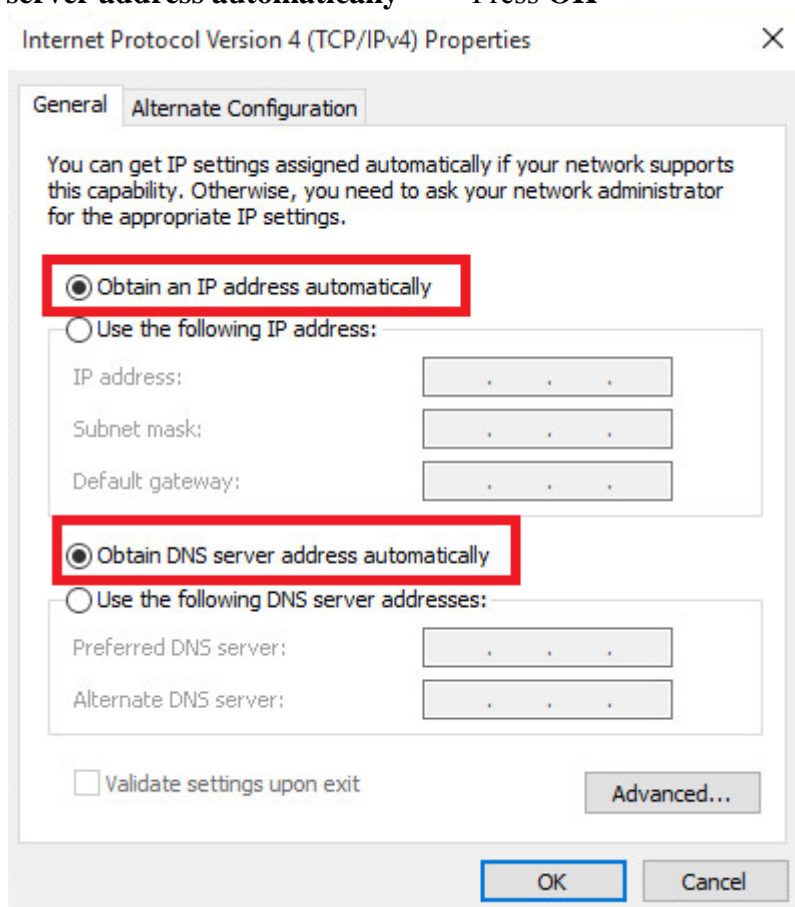 server address automatically Press OK
Internet Protocol Version 4 (TCP/IPv4) Properties
General Alternate Configuration
You can get IP settings assigned automatically if your network supports
this capability. Otherwise, you need to ask your network administrator
for the appropriate IP settings.
Obtain an IP address automatically
Use the following IP address:
IP address:
Subnet mask:
Default gateway:
Obtain DNS server address automatically
Use the following DNS server addresses:
Preferred DNS server:
Alternate DNS server:
Validate settings upon exit
Advanced...
OK Cancel